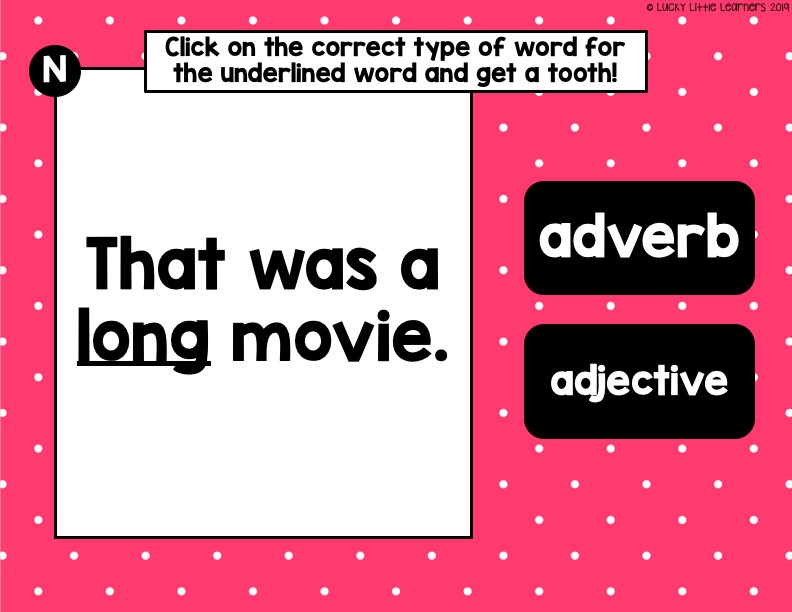 © Lucky Little Learners 2019
Click on the correct type of word for
the underlined word and get a tooth!
N
That was a
long movie.
adverb
adjective